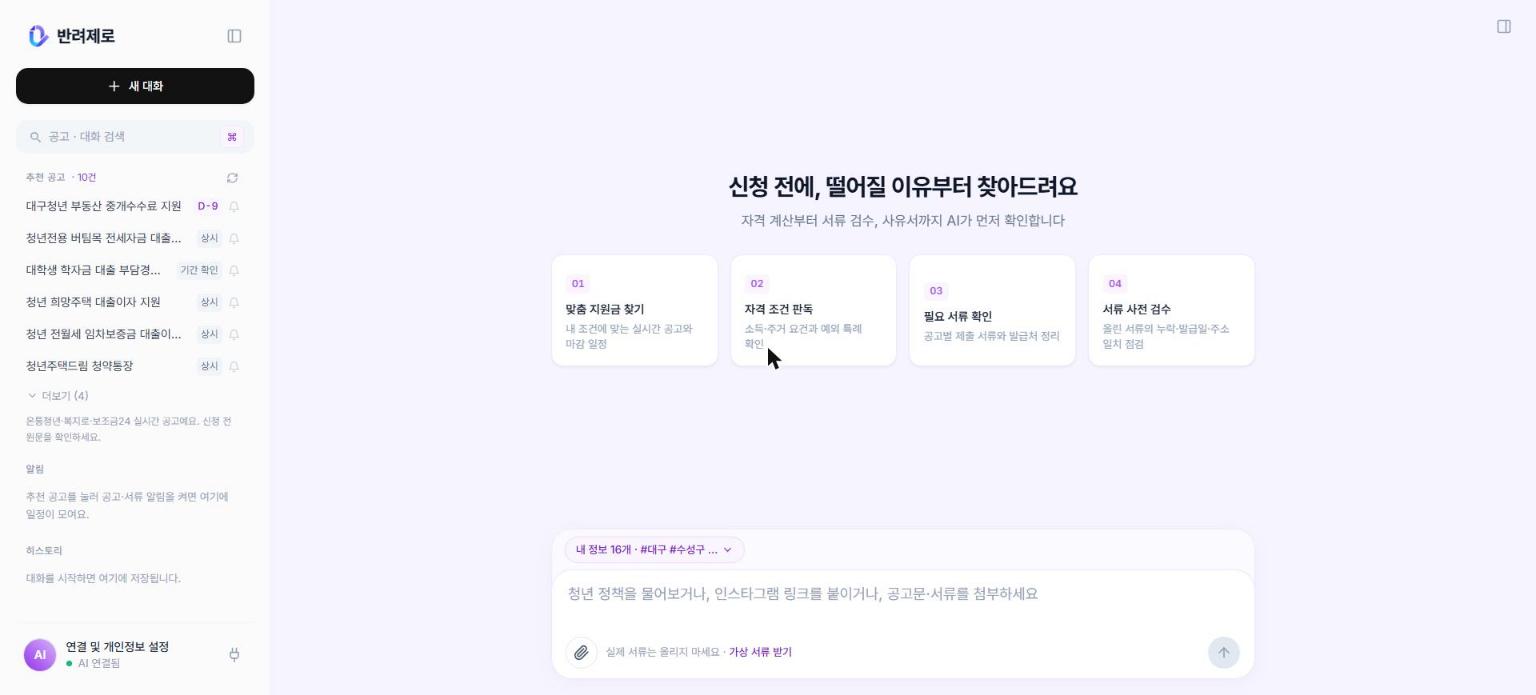 반려제로
새 대화
공고 · 대화 검색
⌘
추천 공고 · 10건
대구청년 부동산 중개수수료 지원 D-9
청년전용 버팀목 전세자금 대출... 상시
대학생 학자금 대출 부담경... 기간 확인
청년 희망주택 대출이자 지원 상시
청년 전월세 임차보증금 대출이... 상시
청년주택드림 청약통장 상시
더보기 (4)
온통청년·복지로·보조금24 실시간 공고예요. 신청 전
원문을 확인하세요.
알림
추천 공고를 눌러 공고·서류 알림을 켜면 여기에
일정이 모여요.
히스토리
대화를 시작하면 여기에 저장됩니다.
AI
연결 및 개인정보 설정
AI 연결됨
신청 전에, 떨어질 이유부터 찾아드려요
자격 계산부터 서류 검수, 사유서까지 AI가 먼저 확인합니다
01
맞춤 지원금 찾기
내 조건에 맞는 실시간 공고와
마감 일정
02
자격 조건 판독
소득·주거 요건과 예외 특례
확인
03
필요 서류 확인
공고별 제출 서류와 발급처 정리
04
서류 사전 검수
올린 서류의 누락·발급일·주소
일치 점검
내 정보 16개 · #대구 #수성구 ...
청년 정책을 물어보거나, 인스타그램 링크를 붙이거나, 공고문·서류를 첨부하세요
실제 서류는 올리지 마세요 · 가상 서류 받기